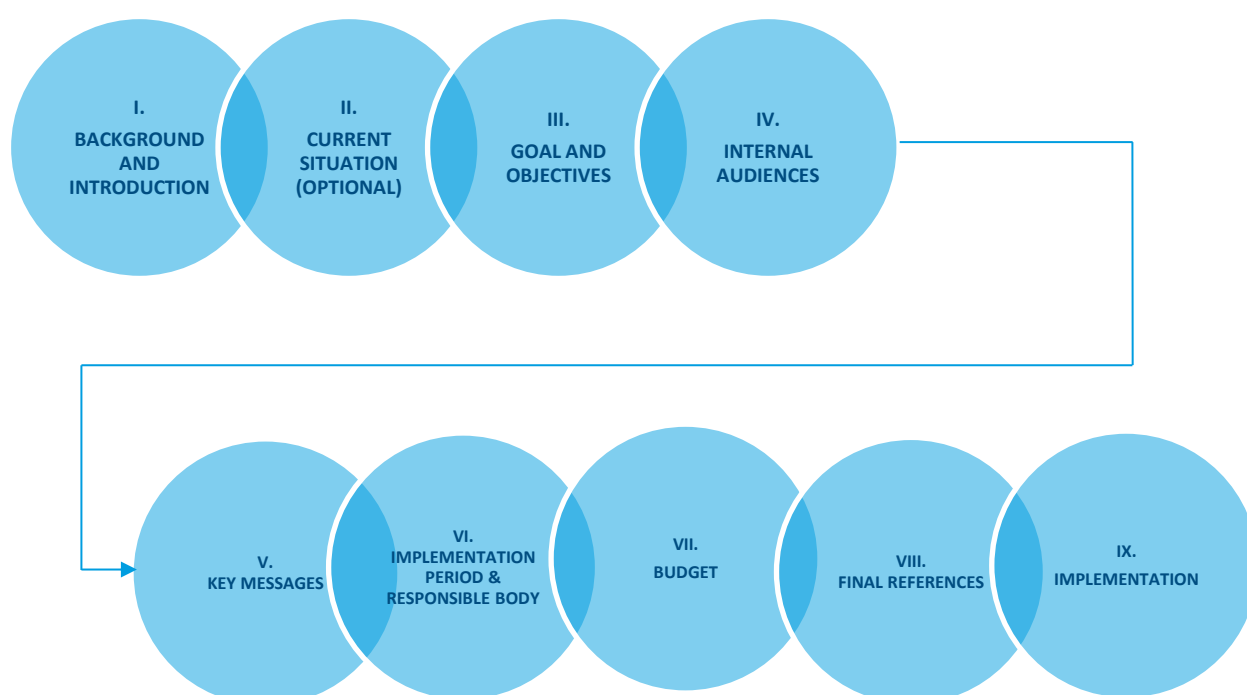 I.
BACKGROUND
AND
INTRODUCTION
II.
CURRENT
SITUATION
(OPTIONAL)
III.
GOAL AND
OBJECTIVES
IV.
INTERNAL
AUDIENCES
V.
KEY MESSAGES
VI.
IMPLEMENTATION
PERIOD &
RESPONSIBLE BODY
VII.
BUDGET
VIII.
FINAL REFERENCES
IX.
IMPLEMENTATION